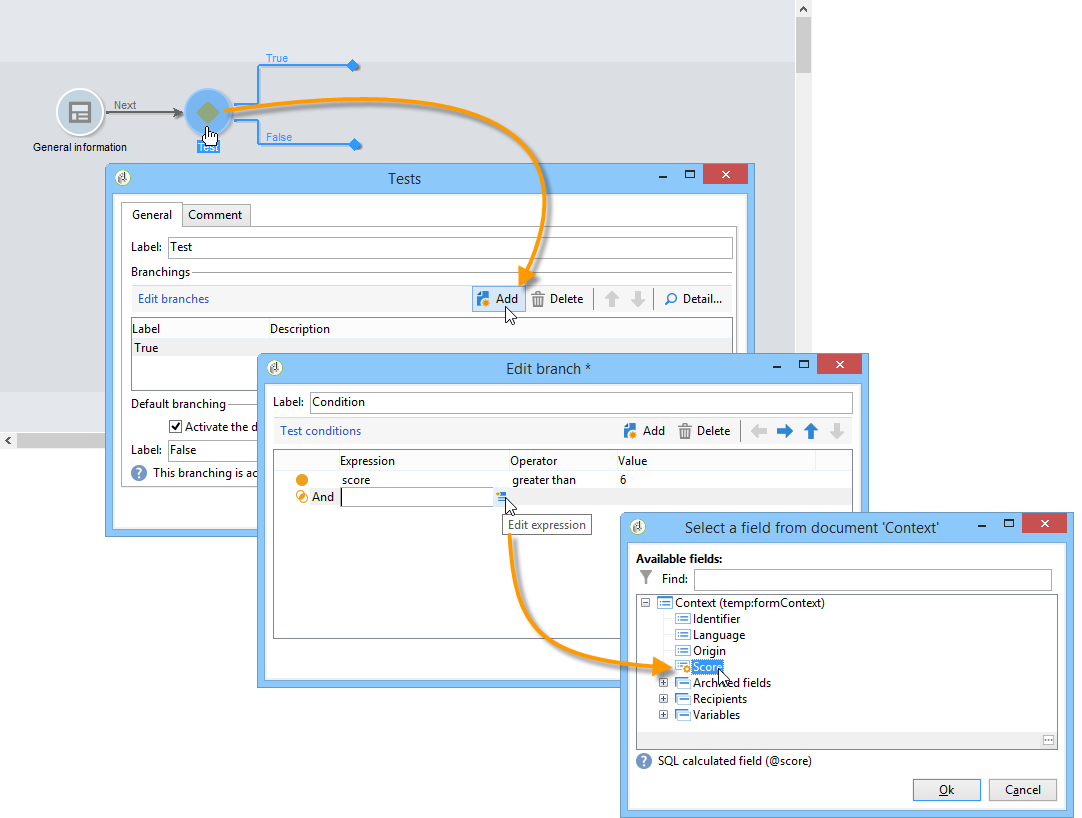 True
Next
False
General information
Test
Tests
General Comment
Label: Test
Branchings
Edit branches Add Delete Detail...
Label Description
True
Default branching
Activate the d
Label: False
This branching is ac
Edit branch *
Label: Condition
Test conditions Add Delete
Expression Operator Value
score greater than 6
And
Edit expression
Select a field from document 'Context'
Available fields:
Find:
Context (temp:formContext)
Identifier
Language
Origin
Score
Archived fields
Recipients
Variables
SQL calculated field (@score)
Ok Cancel